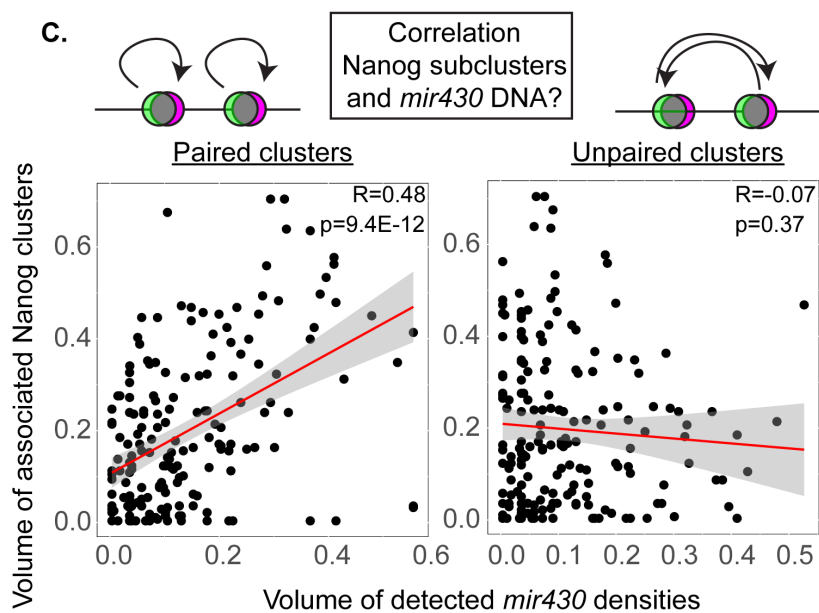 C.
Correlation
Nanog subclusters
and mir430 DNA?
Paired clusters
Unpaired clusters
R=0.48
p=9.4E-12
R=-0.07
p=0.37
Volume of associated Nanog clusters
0.6
0.4
0.2
0.0
0.6
0.4
0.2
0.0
0.0 0.2 0.4 0.6
0.0 0.1 0.2 0.3 0.4 0.5
Volume of detected mir430 densities